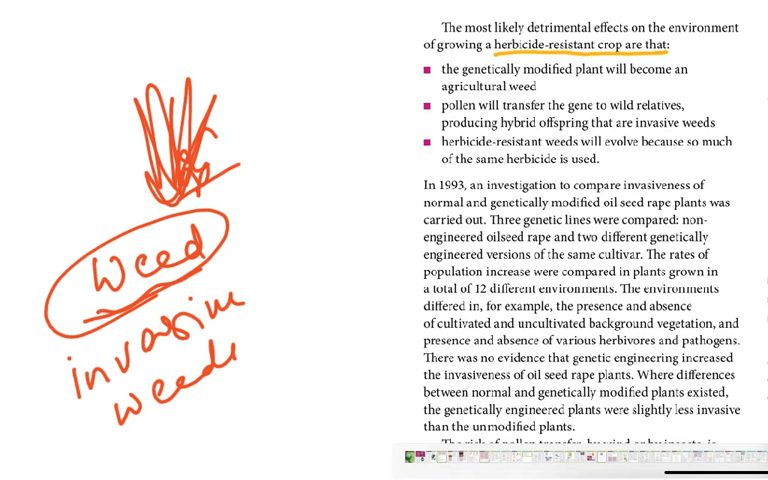 Weed
invasive
weeds
The most likely detrimental effects on the environment
of growing a herbicide-resistant crop are that:
the genetically modified plant will become an
agricultural weed
pollen will transfer the gene to wild relatives,
producing hybrid offspring that are invasive weeds
herbicide-resistant weeds will evolve because so much
of the same herbicide is used.
In 1993, an investigation to compare invasiveness of
normal and genetically modified oil seed rape plants was
carried out. Three genetic lines were compared: non-
engineered oilseed rape and two different genetically
engineered versions of the same cultivar. The rates of
population increase were compared in plants grown in
a total of 12 different environments. The environments
differed in, for example, the presence and absence
of cultivated and uncultivated background vegetation, and
presence and absence of various herbivores and pathogens.
There was no evidence that genetic engineering increased
the invasiveness of oil seed rape plants. Where differences
between normal and genetically modified plants existed,
the genetically engineered plants were slightly less invasive
than the unmodified plants.